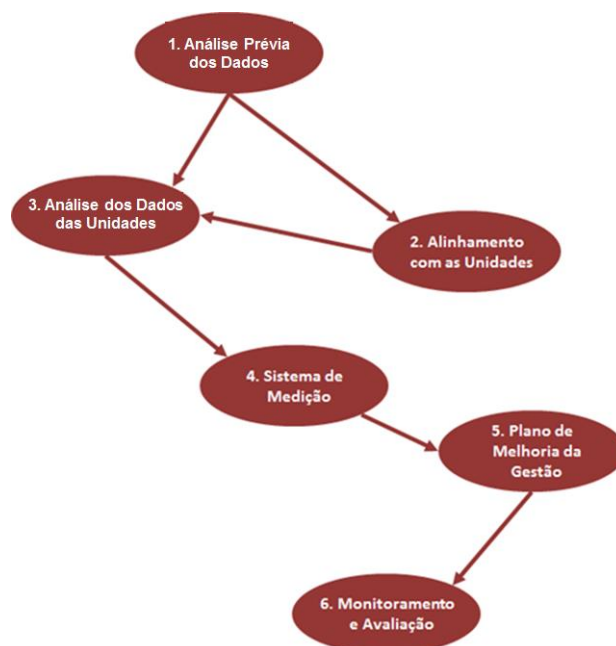 1. Análise Prévia
dos Dados
3. Análise dos Dados
das Unidades
2. Alinhamento
com as Unidades
4. Sistema de
Medição
5. Plano de
Melhoria da
Gestão
6. Monitoramento
e Avaliação